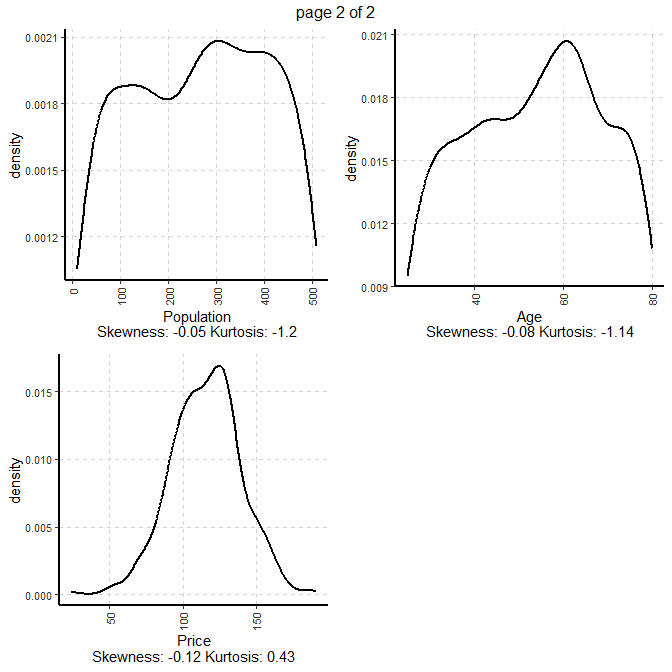 page 2 of 2
0.0021
0.0018
0.0015
0.0012
density
0
100
200
300
400
500
Population
Skewness: -0.05 Kurtosis: -1.2
0.021
0.018
0.015
0.012
0.009
density
40
60
80
Age
Skewness: -0.08 Kurtosis: -1.14
0.015
0.010
0.005
0.000
density
50
100
150
Price
Skewness: -0.12 Kurtosis: 0.43